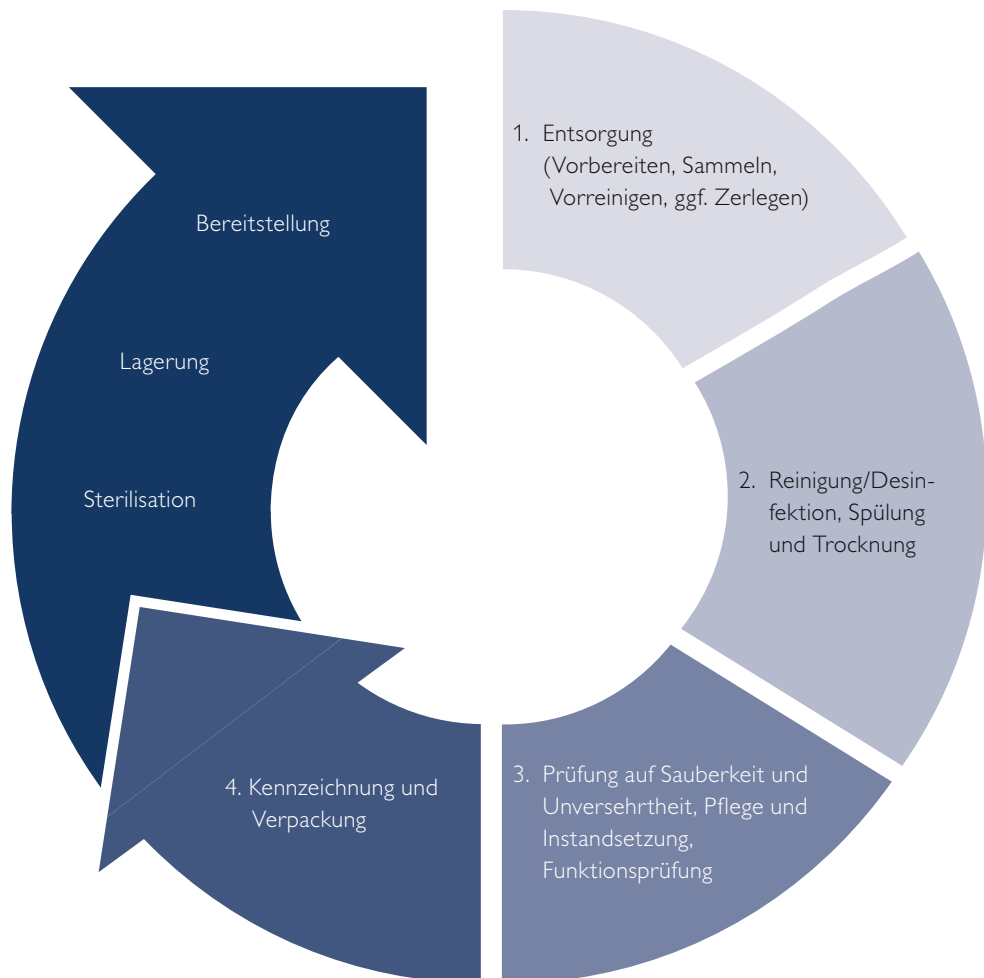 1. Entsorgung
(Vorbereiten, Sammeln,
Vorreinigen, ggf. Zerlegen)
2. Reinigung/Desin-
fektion, Spülung
und Trocknung
3. Prüfung auf Sauberkeit und
Unversehrtheit, Pflege und
Instandsetzung,
Funktionsprüfung
4. Kennzeichnung und
Verpackung
Sterilisation
Lagerung
Bereitstellung